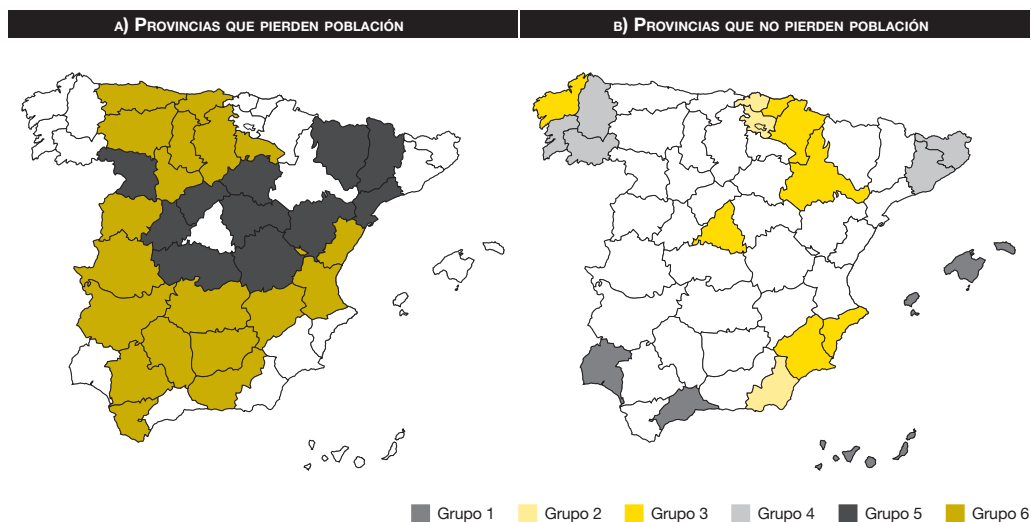 A) PROVINCIAS QUE PIERDEN POBLACIÓN
B) PROVINCIAS QUE NO PIERDEN POBLACIÓN
Grupo 1 Grupo 2 Grupo 3 Grupo 4 Grupo 5 Grupo 6